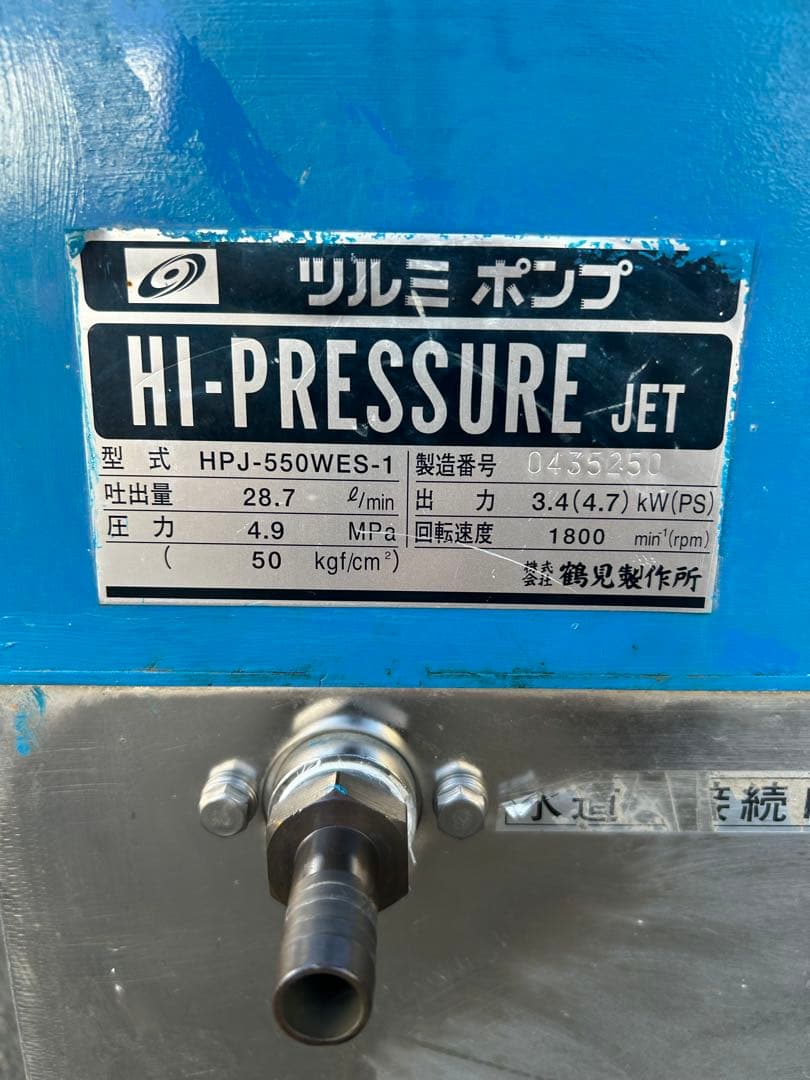 ツルミポンプ
HI-PRESSURE JET
型式 HPJ-550WES-1 製造番号 0435250
吐出量 28.7 ℓ/min 出力 3.4(4.7) kW(PS)
圧力 4.9 MPa 回転速度 1800 min⁻¹(rpm)
( 50 kgf/cm²)
株式会社 鶴見製作所
水道 接続